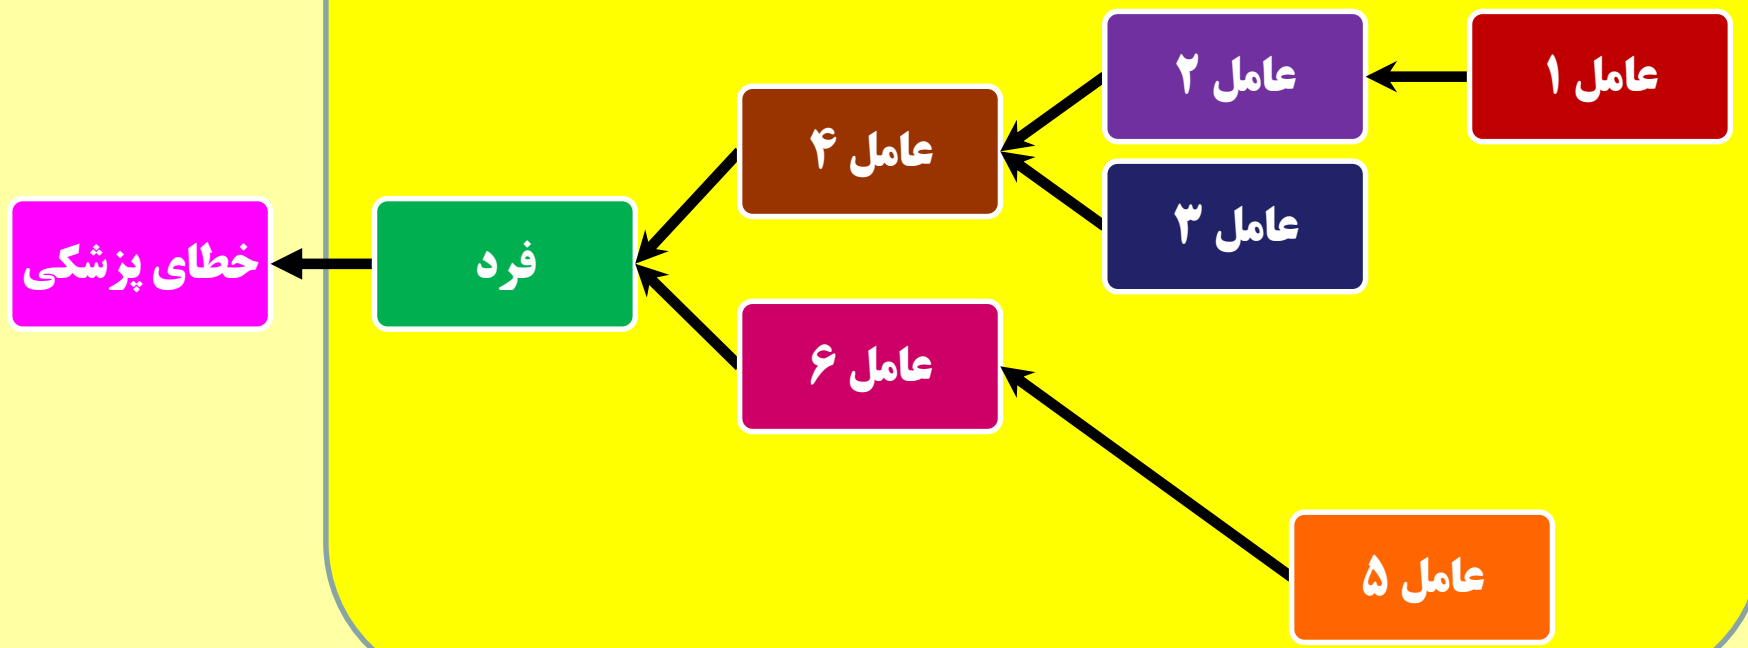 عامل ۱
عامل ۲
عامل ۳
عامل ۴
فرد
خطای پزشکی
عامل ۶
عامل ۵